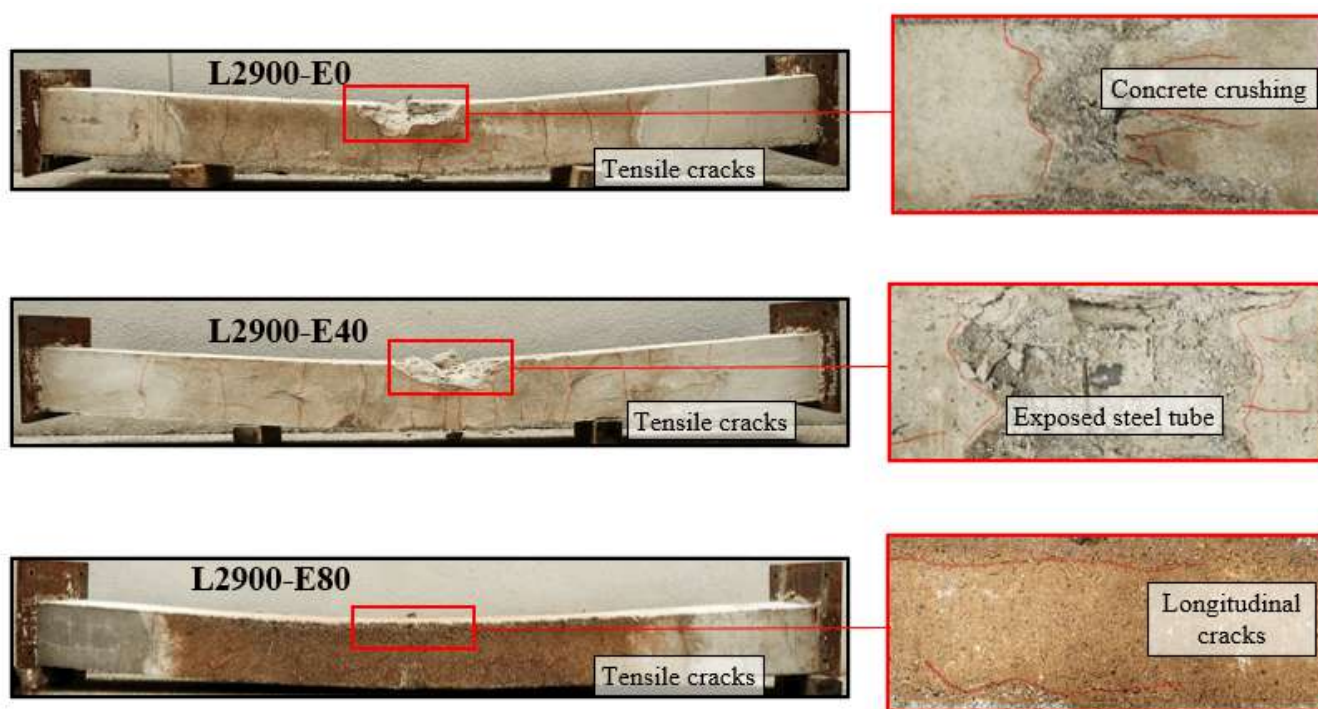 L2900-E0
Tensile cracks
Concrete crushing
L2900-E40
Tensile cracks
Exposed steel tube
L2900-E80
Tensile cracks
Longitudinal
cracks